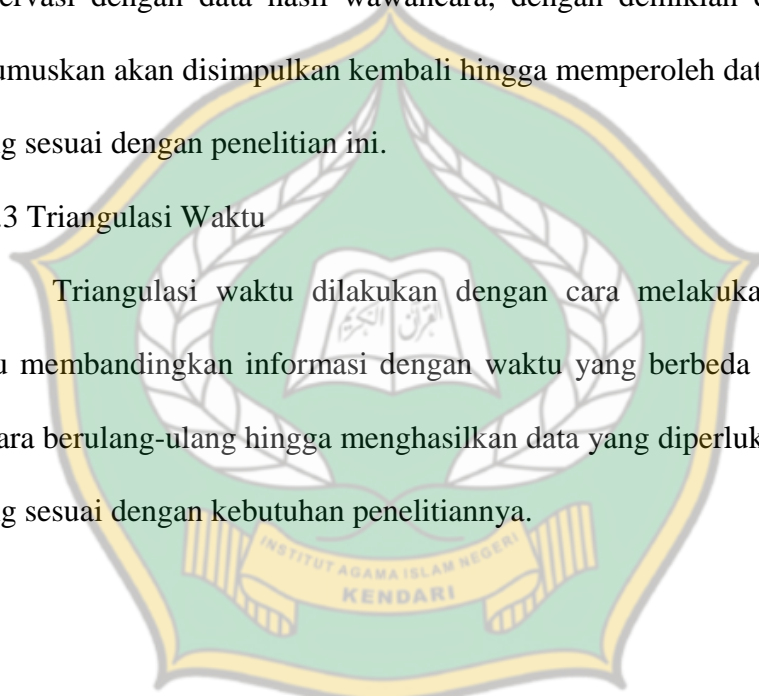 ervasi dengan data hasil wawancara, dengan demikian
umuskan akan disimpulkan kembali hingga memperoleh dat
g sesuai dengan penelitian ini.
.3 Triangulasi Waktu
Triangulasi waktu dilakukan dengan cara melakuka
u membandingkan informasi dengan waktu yang berbeda
ara berulang-ulang hingga menghasilkan data yang diperluk
g sesuai dengan kebutuhan penelitiannya.
القرآن الكريم
INSTITUT AGAMA ISLAM NEGERI
KENDARI